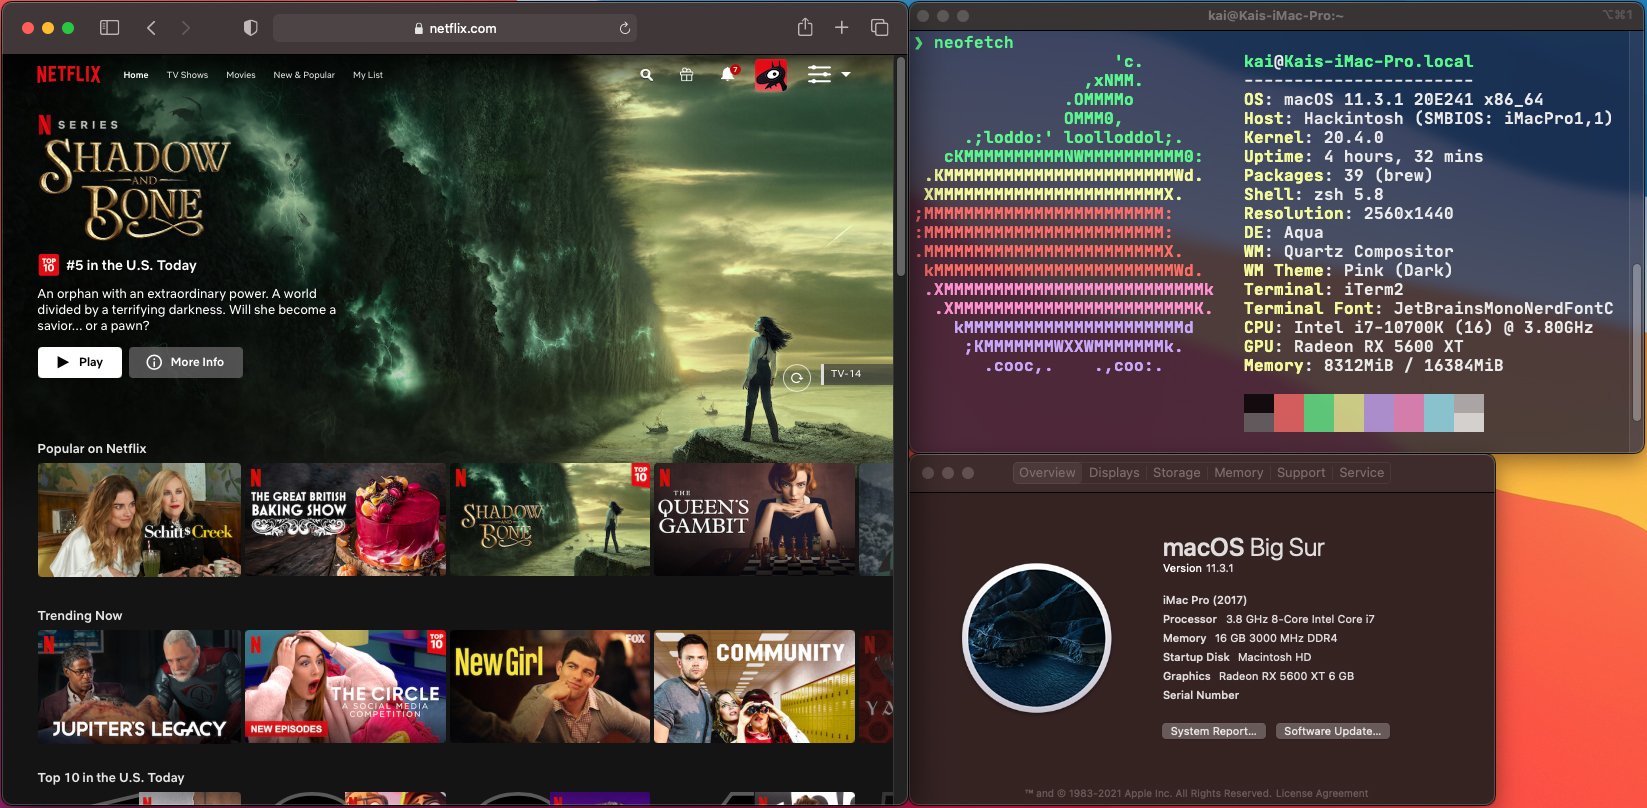 netflix.com
NETFLIX
Home
TV Shows
Movies
New & Popular
My List
7
N SERIES
SHADOW
AND
BONE
TOP 10
#5 in the U.S. Today
An orphan with an extraordinary power. A world
divided by a terrifying darkness. Will she become a
savior... or a pawn?
Play
More Info
TV-14
Popular on Netflix
Schitt's Creek
N
THE GREAT BRITISH
BAKING SHOW
N
TOP 10
SHADOW
AND
BONE
N
THE
QUEEN'S
GAMBIT
Trending Now
N
JUPITER'S LEGACY
N
TOP 10
THE CIRCLE
A SOCIAL MEDIA
COMPETITION
NEW EPISODES
FOX
New Girl
COMMUNITY
N
YA
Top 10 in the U.S. Today
N
N
N
N
kai@Kais-iMac-Pro:~
⌥⌘1
❯ neofetch
'c.
,xNMM.
.OMMMMo
OMMM0,
.;loddo:' loolloddol;.
cKMMMMMMMMMMNWMMMMMMMMMM0:
.KMMMMMMMMMMMMMMMMMMMMMMMWd.
XMMMMMMMMMMMMMMMMMMMMMMMX.
;MMMMMMMMMMMMMMMMMMMMMMMM:
:MMMMMMMMMMMMMMMMMMMMMMMM:
.MMMMMMMMMMMMMMMMMMMMMMMMX.
kMMMMMMMMMMMMMMMMMMMMMMMMWd.
.XMMMMMMMMMMMMMMMMMMMMMMMMMMk
.XMMMMMMMMMMMMMMMMMMMMMMMMK.
kMMMMMMMMMMMMMMMMMMMMMMd
;KMMMMMMMWXXWMMMMMMMk.
.cooc,. .,coo:.
kai@Kais-iMac-Pro.local
-----------------------
OS: macOS 11.3.1 20E241 x86_64
Host: Hackintosh (SMBIOS: iMacPro1,1)
Kernel: 20.4.0
Uptime: 4 hours, 32 mins
Packages: 39 (brew)
Shell: zsh 5.8
Resolution: 2560x1440
DE: Aqua
WM: Quartz Compositor
WM Theme: Pink (Dark)
Terminal: iTerm2
Terminal Font: JetBrainsMonoNerdFontC
CPU: Intel i7-10700K (16) @ 3.80GHz
GPU: Radeon RX 5600 XT
Memory: 8312MiB / 16384MiB
Overview
Displays
Storage
Memory
Support
Service
macOS Big Sur
Version 11.3.1
iMac Pro (2017)
Processor 3.8 GHz 8-Core Intel Core i7
Memory 16 GB 3000 MHz DDR4
Startup Disk Macintosh HD
Graphics Radeon RX 5600 XT 6 GB
Serial Number
System Report...
Software Update...
™ and © 1983-2021 Apple Inc. All Rights Reserved. License Agreement